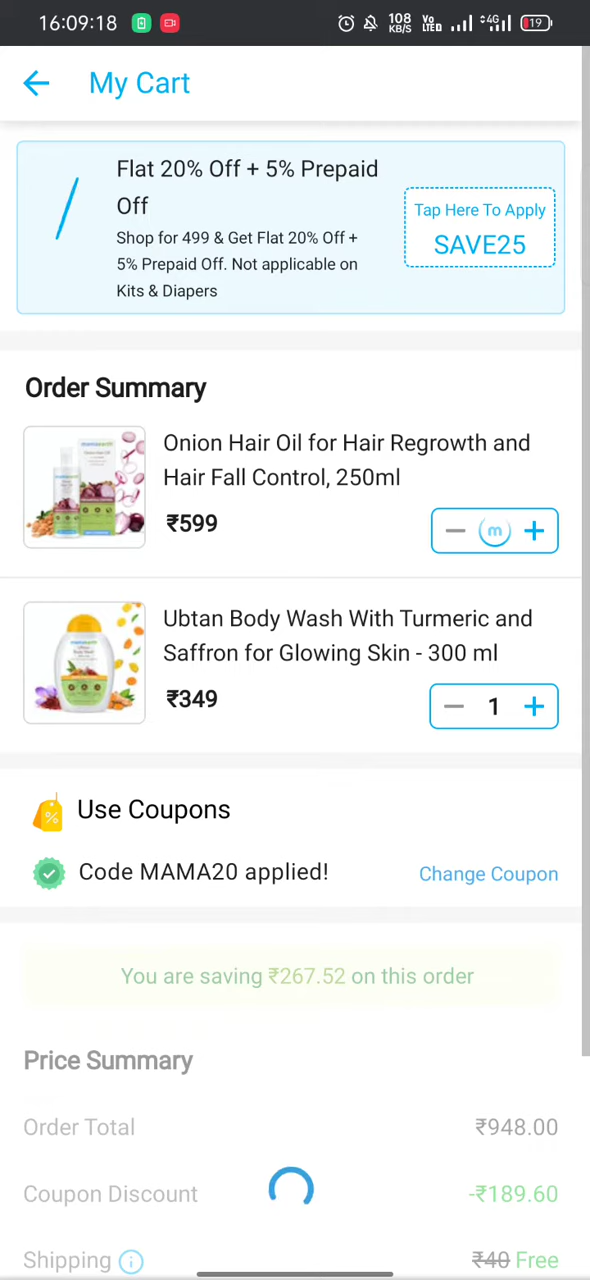 16:09:18 108 KB/S Vo LTED 4G 19
My Cart
Flat 20% Off + 5% Prepaid
Off
Shop for 499 & Get Flat 20% Off +
5% Prepaid Off. Not applicable on
Kits & Diapers
Tap Here To Apply
SAVE25
Order Summary
Onion Hair Oil for Hair Regrowth and
Hair Fall Control, 250ml
₹599
m
Ubtan Body Wash With Turmeric and
Saffron for Glowing Skin - 300 ml
₹349
1
Use Coupons
Code MAMA20 applied!
Change Coupon
You are saving ₹267.52 on this order
Price Summary
Order Total ₹948.00
Coupon Discount -₹189.60
Shipping i ₹40 Free